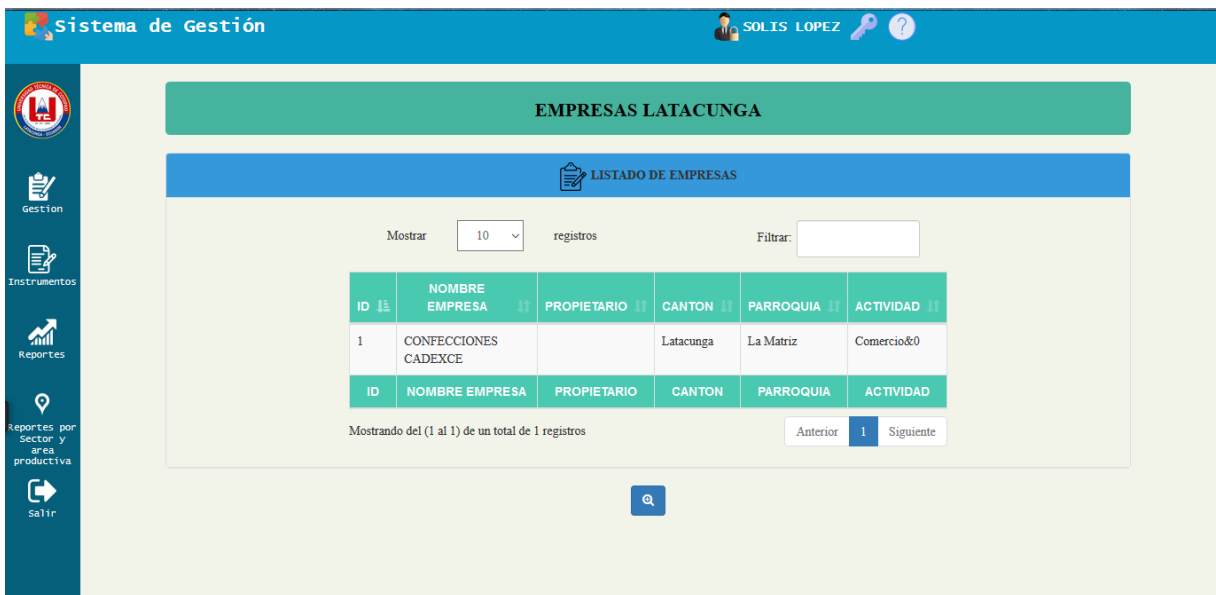 Sistema de Gestión
SOLIS LOPEZ
?
EMPRESAS LATACUNGA
LISTADO DE EMPRESAS
Gestion
Instrumentos
Reportes
Reportes por
Sector y
area
productiva
Salir
Mostrar 10 registros
Filtrar:
ID NOMBRE EMPRESA PROPIETARIO CANTON PARROQUIA ACTIVIDAD
1 CONFECCIONES Latacunga La Matriz Comercio&0
CADEXCE
ID NOMBRE EMPRESA PROPIETARIO CANTON PARROQUIA ACTIVIDAD
Mostrando del (1 al 1) de un total de 1 registros
Anterior 1 Siguiente